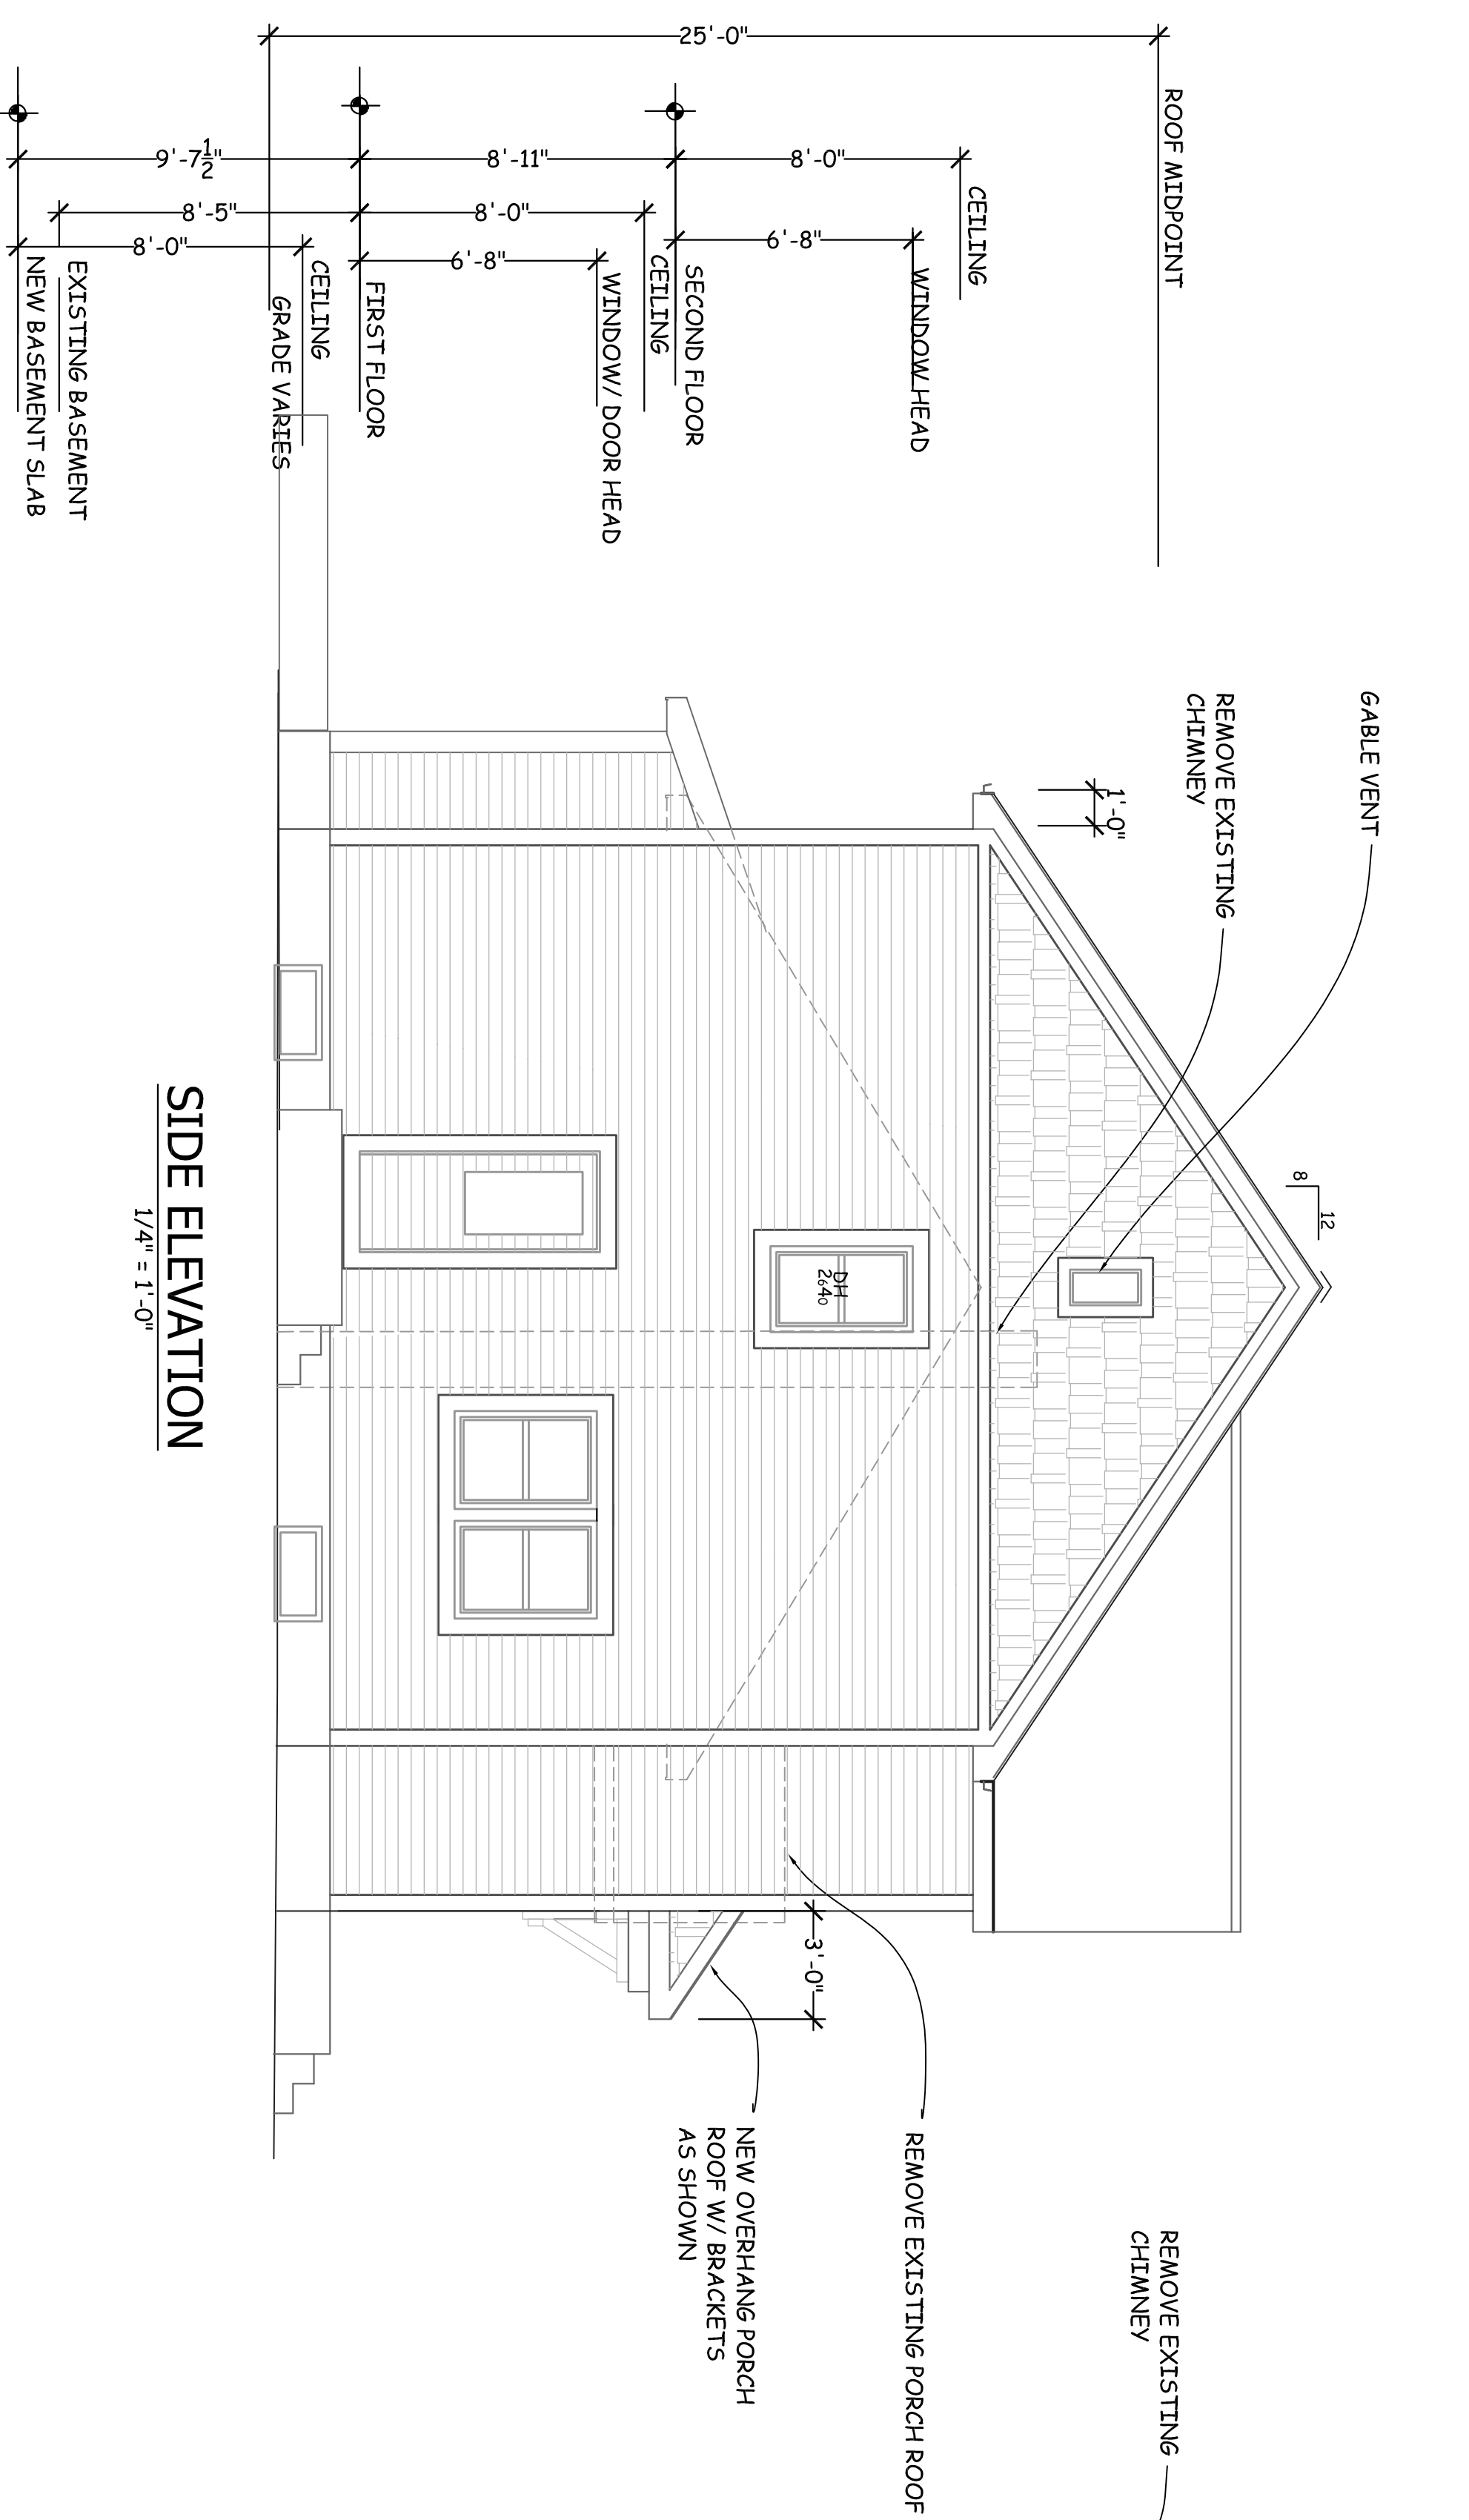 GABLE VENT
REMOVE EXISTING
CHIMNEY
8
12
ROOF MIDPOINT
25'-0"
1'-0"
CEILING
8'-0"
WINDOW HEAD
6'-8"
DH
2640
SECOND FLOOR
8'-11"
CEILING
8'-0"
WINDOW/ DOOR HEAD
6'-8"
FIRST FLOOR
9'-7 1/2"
8'-5"
CEILING
8'-0"
GRADE VARIES
EXISTING BASEMENT
NEW BASEMENT SLAB
3'-0"
REMOVE EXISTING PORCH ROOF
NEW OVERHANG PORCH
ROOF W/ BRACKETS
AS SHOWN
REMOVE EXISTING
CHIMNEY
SIDE ELEVATION
1/4" = 1'-0"